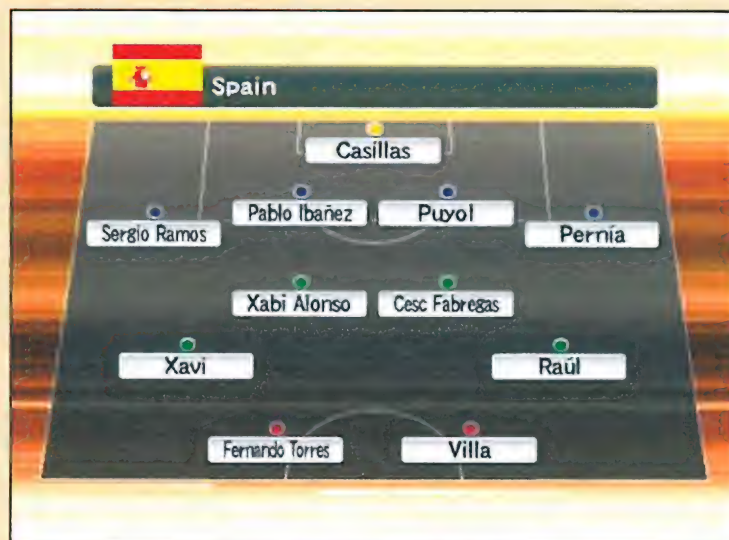 Spain
Casillas
Pablo Ibañez Puyol
Sergio Ramos Pernía
Xabi Alonso Cesc Fabregas
Xavi Raúl
Fernando Torres Villa